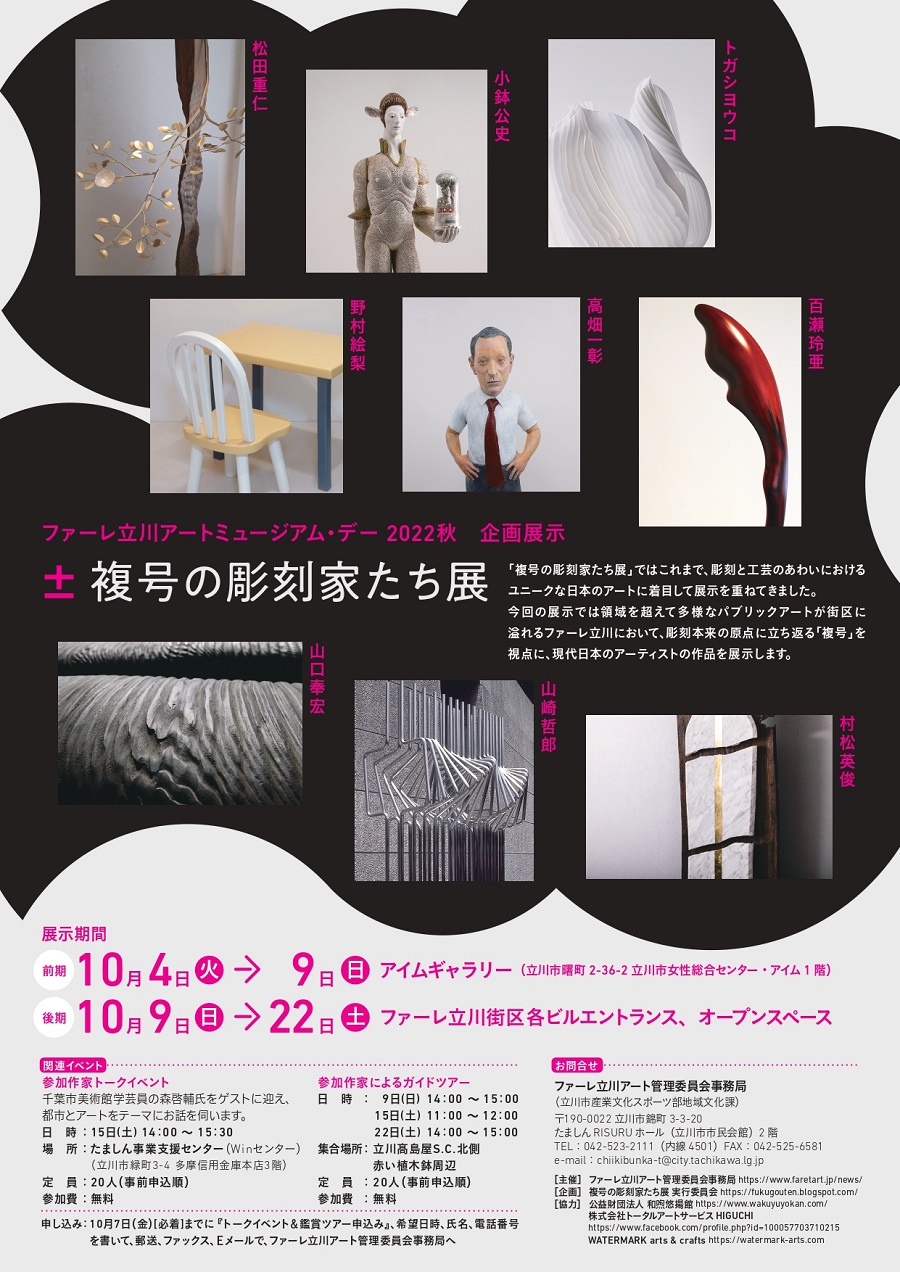 松田重仁
小鉢公史
トガシヨウコ
野村絵梨
高畑一彰
百瀬玲亜
ファーレ立川アートミュージアム・デー 2022秋　企画展示
± 複号の彫刻家たち展
「複号の彫刻家たち展」ではこれまで、彫刻と工芸のあわいにおける
ユニークな日本のアートに着目して展示を重ねてきました。
今回の展示では領域を超えて多様なパブリックアートが街区に
溢れるファーレ立川において、彫刻本来の原点に立ち返る「複号」を
視点に、現代日本のアーティストの作品を展示します。
山口奉宏
山崎哲郎
村松英俊
展示期間
前期 10月4日火→ 9日日 アイムギャラリー（立川市曙町 2-36-2 立川市女性総合センター・アイム 1 階）
後期 10月9日日→22日土 ファーレ立川街区各ビルエントランス、オープンスペース
関連イベント
参加作家トークイベント
千葉市美術館学芸員の森啓輔氏をゲストに迎え、
都市とアートをテーマにお話を伺います。
日　時：15日(土) 14:00 〜 15:30
場　所：たましん事業支援センター（Winセンター）
（立川市緑町3-4 多摩信用金庫本店3階）
定　員：20人(事前申込順)
参加費：無料
参加作家によるガイドツアー
日　時：　9日(日) 14:00 〜 15:00
15日(土) 11:00 〜 12:00
22日(土) 14:00 〜 15:00
集合場所：立川髙島屋S.C.北側
赤い植木鉢周辺
定　員：20人(事前申込順)
参加費：無料
申し込み：10月7日(金)[必着]までに『トークイベント&鑑賞ツアー申込み』、希望日時、氏名、電話番号
を書いて、郵送、ファックス、Eメールで、ファーレ立川アート管理委員会事務局へ
お問合せ
ファーレ立川アート管理委員会事務局
（立川市産業文化スポーツ部地域文化課）
〒190-0022 立川市錦町 3-3-20
たましんRISURUホール（立川市市民会館）2 階
TEL：042-523-2111（内線 4501）FAX：042-525-6581
e-mail：chiikibunka-t@city.tachikawa.lg.jp
［主催］ ファーレ立川アート管理委員会事務局 https://www.faretart.jp/news/
［企画］ 複号の彫刻家たち展 実行委員会 https://fukugouten.blogspot.com/
［協力］ 公益財団法人 和煦悠揚館 https://www.wakuyuyokan.com/
株式会社トータルアートサービス HIGUCHI
https://www.facebook.com/profile.php?id=100057703710215
WATERMARK arts & crafts https://watermark-arts.com